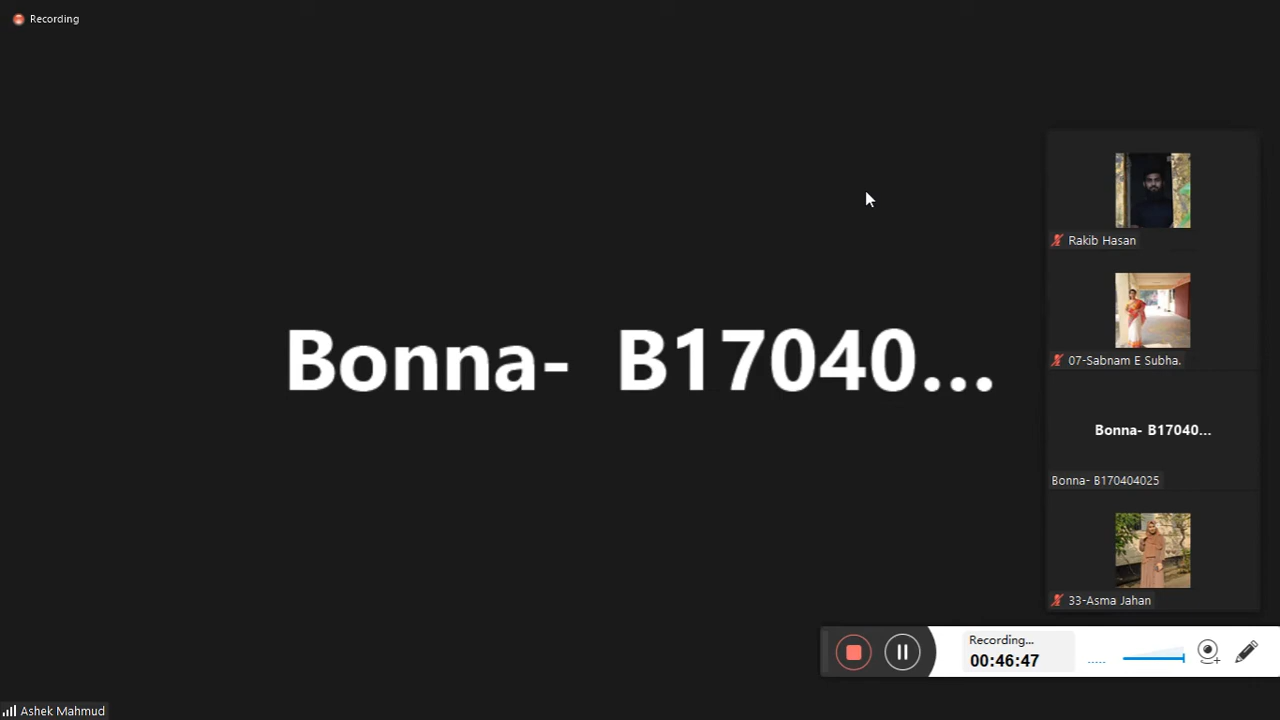 Recording
Bonna- B17040...
Rakib Hasan
07-Sabnam E Subha.
Bonna- B17040...
Bonna- B170404025
33-Asma Jahan
Recording...
00:46:47
Ashek Mahmud